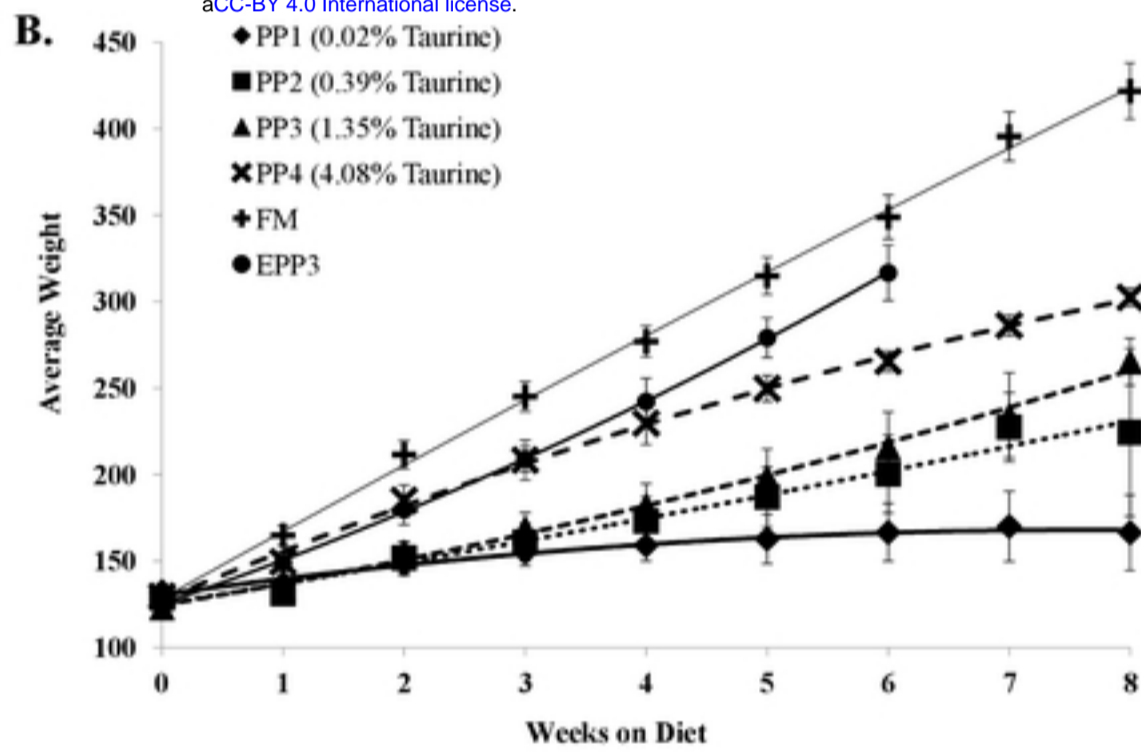 aCC-BY 4.0 International license.
B.
PP1 (0.02% Taurine)
PP2 (0.39% Taurine)
PP3 (1.35% Taurine)
PP4 (4.08% Taurine)
FM
EPP3
450
400
350
300
250
200
150
100
Average Weight
0 1 2 3 4 5 6 7 8
Weeks on Diet